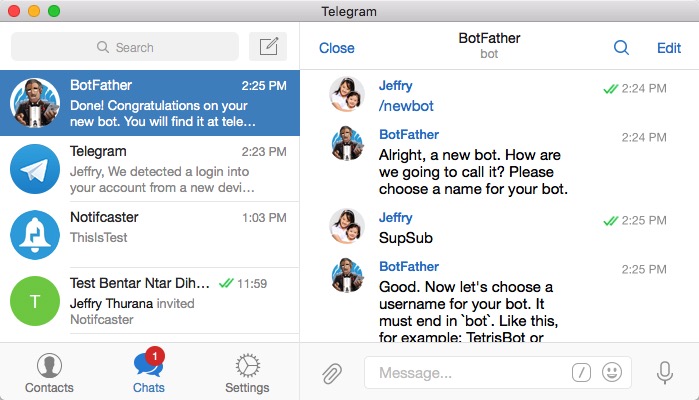 Telegram
Search
BotFather 2:25 PM
Done! Congratulations on your
new bot. You will find it at tele…
Telegram 2:23 PM
Jeffry, We detected a login into
your account from a new devi…
Notifcaster 1:03 PM
ThisIsTest
T
Test Bentar Ntar Dih… 11:59
Jeffry Thurana invited
Notifcaster
1
Contacts
Chats
Settings
Close
BotFather
bot
Edit
Jeffry 2:24 PM
/newbot
BotFather 2:24 PM
Alright, a new bot. How are
we going to call it? Please
choose a name for your bot.
Jeffry 2:25 PM
SupSub
BotFather 2:25 PM
Good. Now let's choose a
username for your bot. It
must end in `bot`. Like this,
for example: TetrisBot or
Message...
/